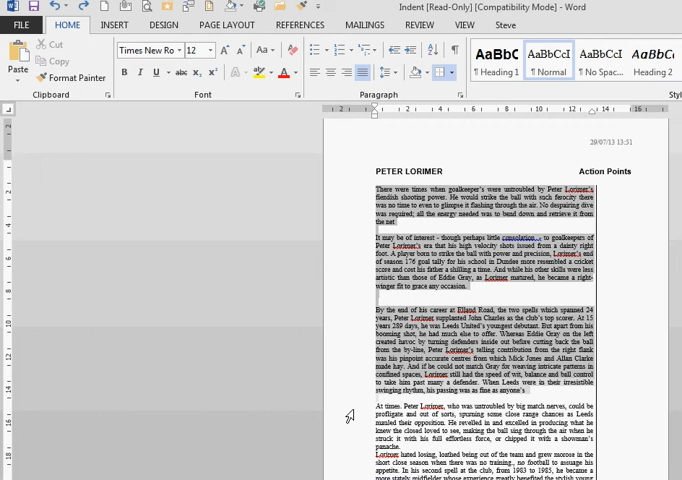 Indent [Read-Only] [Compatibility Mode] - Word
FILE HOME INSERT DESIGN PAGE LAYOUT REFERENCES MAILINGS REVIEW VIEW Steve
Cut
Copy
Paste
Format Painter
Clipboard
Times New Ro 12
Font
Paragraph
AaBbC AaBbCcI AaBbCcI AaBbCcI
¶ Heading 1 ¶ Normal ¶ No Spac... Heading 2
Styl
29/07/13 13:51
PETER LORIMER Action Points
There were times when goalkeeper's were untroubled by Peter Lorimer's
fiendish shooting power. He would strike the ball with such ferocity there
was no time to even to glimpse it flashing through the air. No despairing dive
was required; all the energy needed was to bend down and retrieve it from
the net
It may be of interest - though perhaps little consolation - to goalkeepers of
Peter Lorimer's era that his high velocity shots issued from a dainty right
foot. A player born to strike the ball with power and precision, Lorimer's end
of season 176 goal tally for his school in Dundee more resembled a cricket
score and cost his father a shilling a time. And while his other skills were less
artistic than those of Eddie Gray, as Lorimer matured, he became a right-
winger fit to grace any occasion.
By the end of his career at Elland Road, the two spells which spanned 24
years, Peter Lorimer supplanted John Charles as the club's top scorer. At 15
years 289 days, he was Leeds United's youngest debutant. But apart from his
booming shot, he had much else to offer. Whereas Eddie Gray on the left
created havoc by turning defenders inside out before cutting back the ball
from the by-line, Peter Lorimer's telling contribution from the right flank
was his pinpoint accurate centres from which Mick Jones and Allan Clarke
made hay. And if he could not match Gray for weaving intricate patterns in
confined spaces, Lorimer still had the speed of wit, balance and ball control
to take him past many a defender. When Leeds were in their irresistible
swinging rhythm, his passing was as fine as anyone's
At times. Peter Lorimer, who was untroubled by big match nerves, could be
profligate and out of sorts, spurning some close range chances as Leeds
mauled their opposition. He revelled in and excelled in producing what he
knew the closed loved to see, making the ball sing through the air when he
struck it with his full effortless force, or chipped it with a showman's
panache.
Lorimer hated losing, loathed being out of the team and grew morose in the
short close season when there was no training, no football to assuage his
appetite. In his second spell at the club, from 1983 to 1985, he became a
more stately midfielder whose experience greatly benefited the stylish young